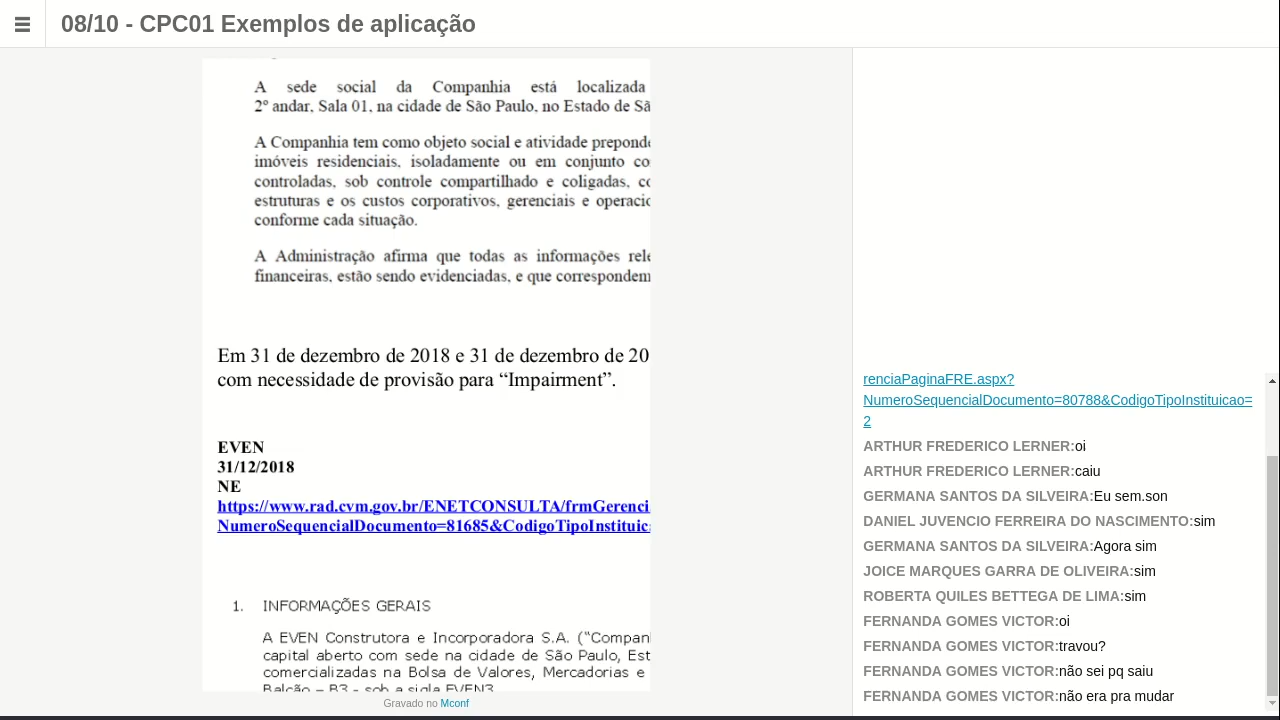 08/10 - CPC01 Exemplos de aplicação
A sede social da Companhia está localizada
2º andar, Sala 01, na cidade de São Paulo, no Estado de
A Companhia tem como objeto social e atividade
imóveis residenciais, isoladamente ou em conjunto
controladas, sob controle compartilhado e coligadas,
estruturas e os custos corporativos, gerenciais e
conforme cada situação.
A Administração afirma que todas as informações
financeiras, estão sendo evidenciadas, e que
Em 31 de dezembro de 2018 e 31 de dezembro de 20
com necessidade de provisão para “Impairment”.
EVEN
31/12/2018
NE
https://www.rad.cvm.gov.br/ENETCONSULTA/frmGerenci
NumeroSequencialDocumento=81685&CodigoTipoInstituic
1. INFORMAÇÕES GERAIS
A EVEN Construtora e Incorporadora S.A. (“Compan
capital aberto com sede na cidade de São Paulo, Est
comercializadas na Bolsa de Valores, Mercadorias e
Balcão – B3 - sob a sigla EVEN3
Gravado no Mconf
renciaPaginaFRE.aspx?
NumeroSequencialDocumento=80788&CodigoTipoInstituicao=
2
ARTHUR FREDERICO LERNER:oi
ARTHUR FREDERICO LERNER:caiu
GERMANA SANTOS DA SILVEIRA:Eu sem.son
DANIEL JUVENCIO FERREIRA DO NASCIMENTO:sim
GERMANA SANTOS DA SILVEIRA:Agora sim
JOICE MARQUES GARRA DE OLIVEIRA:sim
ROBERTA QUILES BETTEGA DE LIMA:sim
FERNANDA GOMES VICTOR:oi
FERNANDA GOMES VICTOR:travou?
FERNANDA GOMES VICTOR:não sei pq saiu
FERNANDA GOMES VICTOR:não era pra mudar